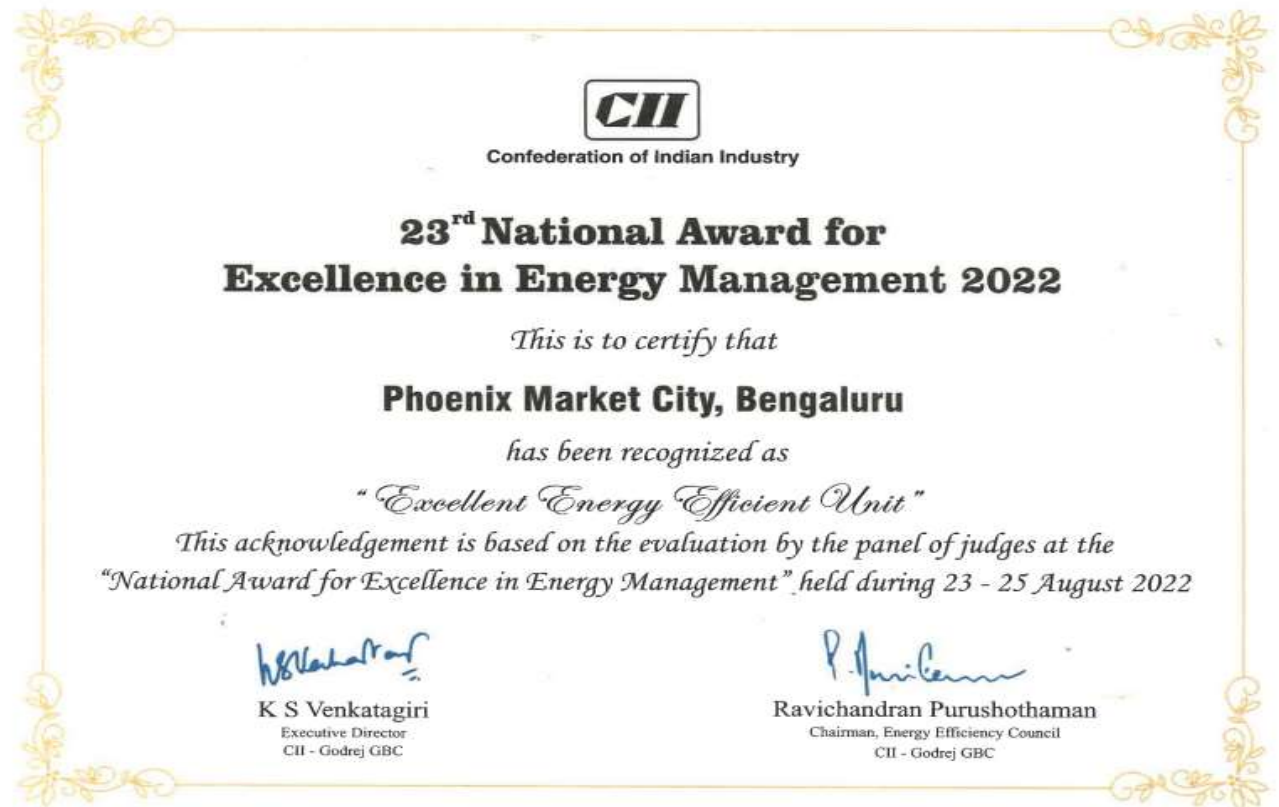 CII
Confederation of Indian Industry
23rd National Award for
Excellence in Energy Management 2022
This is to certify that
Phoenix Market City, Bengaluru
has been recognized as
“Excellent Energy Efficient Unit”
This acknowledgement is based on the evaluation by the panel of judges at the
“National Award for Excellence in Energy Management” held during 23 - 25 August 2022
K S Venkatagiri
Executive Director
CII - Godrej GBC
Ravichandran Purushothaman
Chairman, Energy Efficiency Council
CII - Godrej GBC